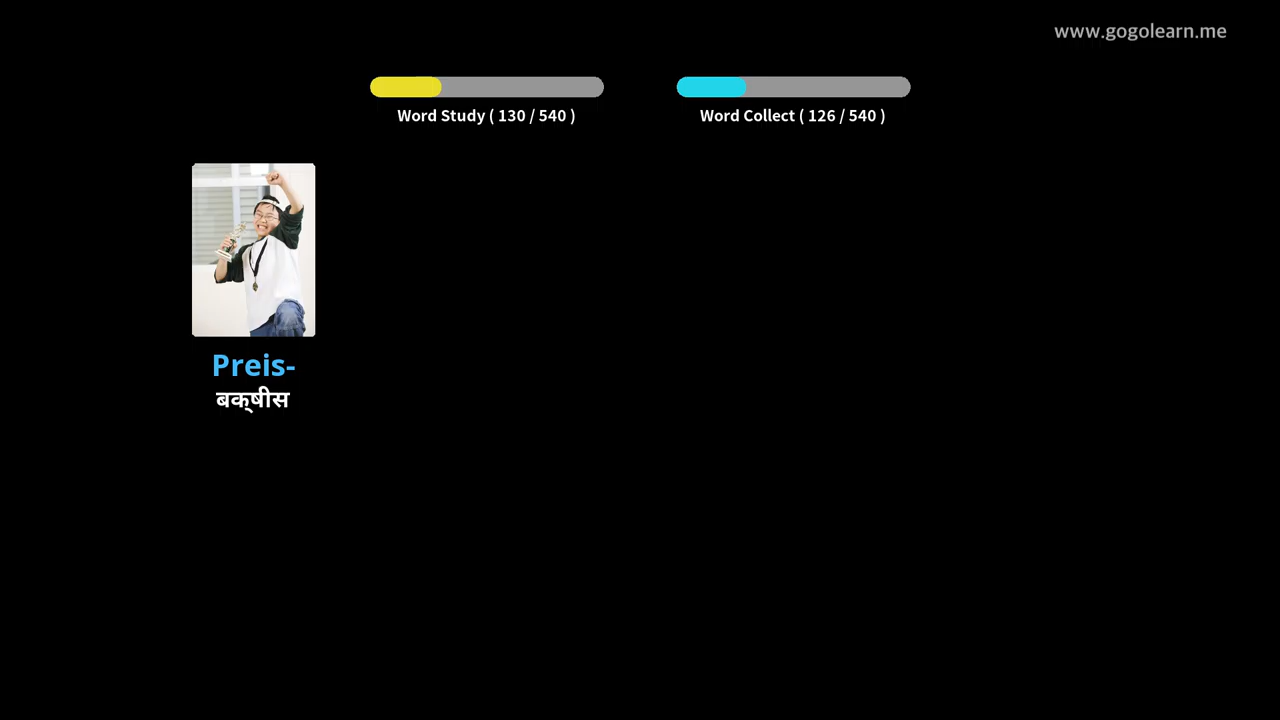 www.gogolearn.me
Word Study ( 130 / 540 )
Word Collect ( 126 / 540 )
Preis-
बक्षीस